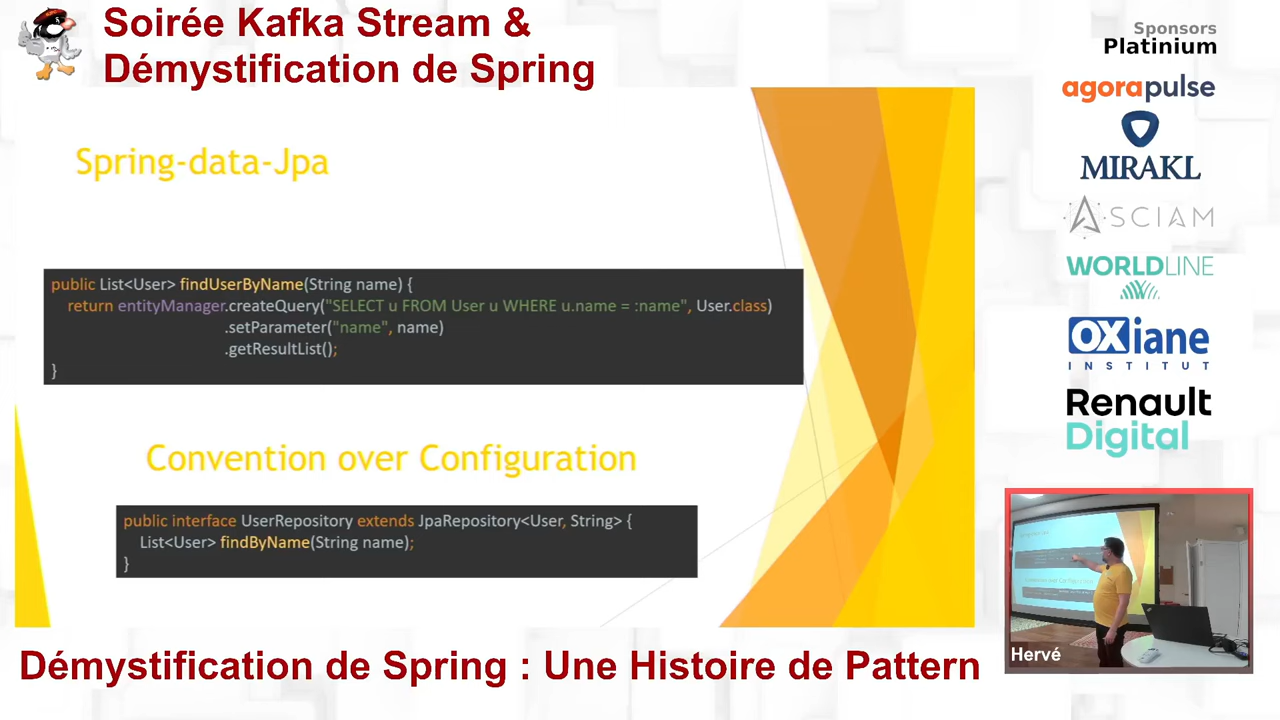 Soirée Kafka Stream &
Démystification de Spring
Sponsors
Platinium
agorapulse
MIRAKL
ASCIAM
WORLDLINE
OXiane
INSTITUT
Renault
Digital
Spring-data-Jpa
public List<User> findUserByName(String name) {
return entityManager.createQuery("SELECT u FROM User u WHERE u.name = :name", User.class)
.setParameter("name", name)
.getResultList();
}
Convention over Configuration
public interface UserRepository extends JpaRepository<User, String> {
List<User> findByName(String name);
}
Hervé
Démystification de Spring : Une Histoire de Pattern